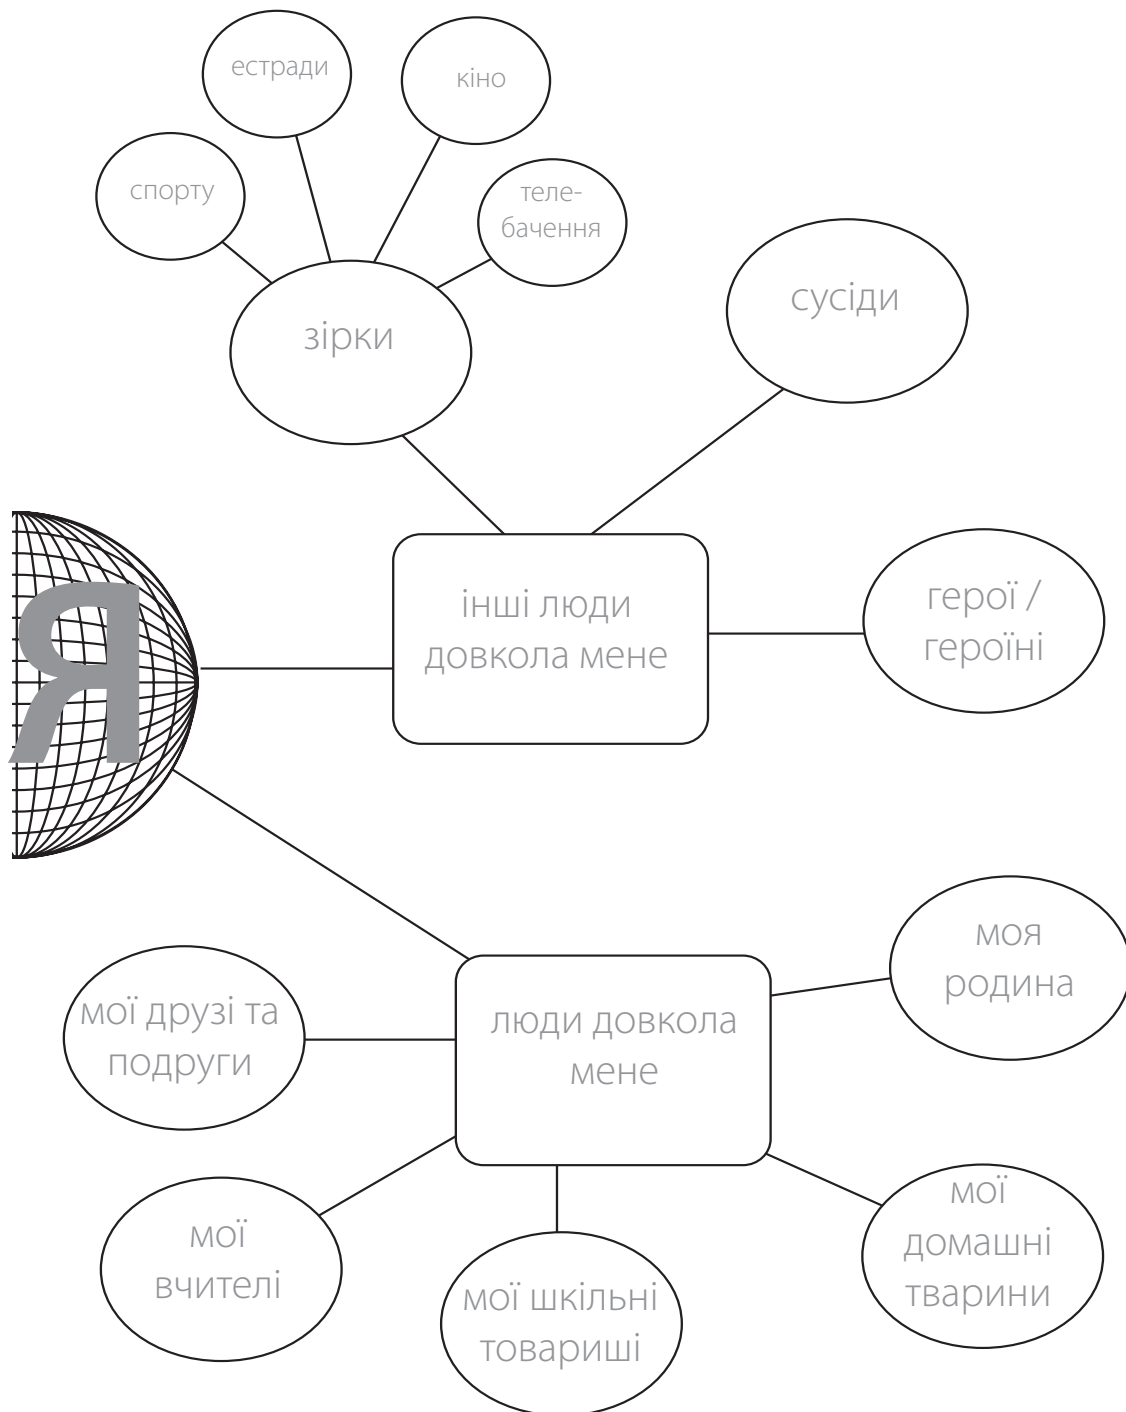 естради
кіно
спорту
теле-
бачення
зірки
сусіди
інші люди
довкола мене
герої /
героїні
Я
моя
родина
мої друзі та
подруги
люди довкола
мене
мої
вчителі
мої шкільні
товариші
мої
домашні
тварини